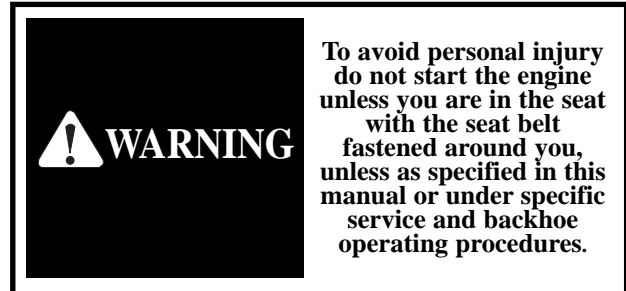 WARNING
To avoid personal injury
do not start the engine
unless you are in the seat
with the seat belt
fastened around you,
unless as specified in this
manual or under specific
service and backhoe
operating procedures.